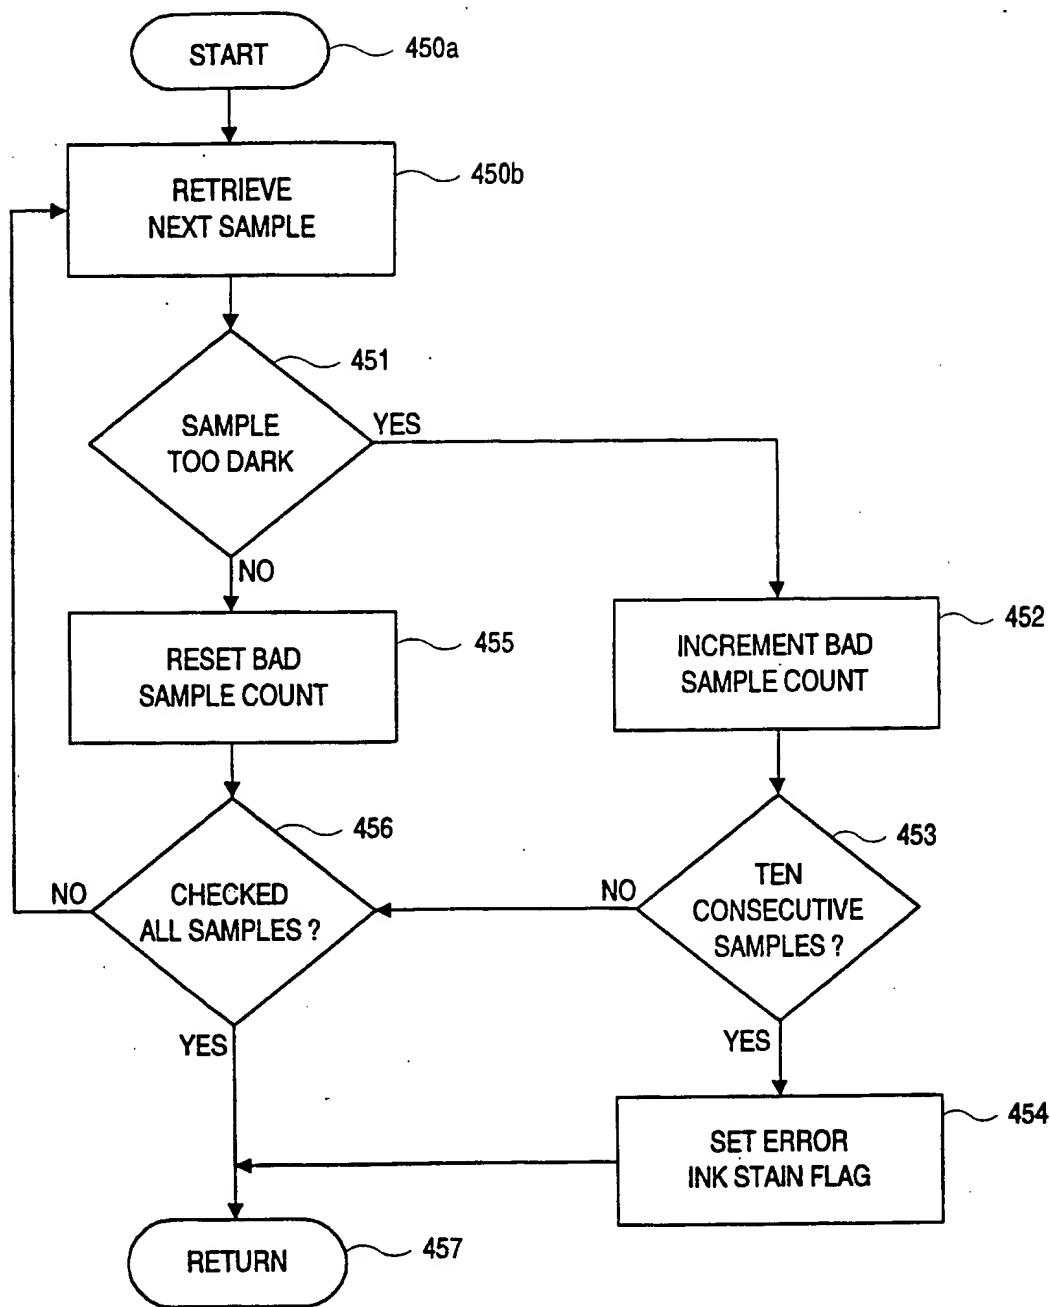 START
450a
RETRIEVE
NEXT SAMPLE
450b
451
SAMPLE
TOO DARK
YES
NO
RESET BAD
SAMPLE COUNT
455
INCREMENT BAD
SAMPLE COUNT
452
456
CHECKED
ALL SAMPLES ?
NO
YES
453
TEN
CONSECUTIVE
SAMPLES ?
NO
YES
SET ERROR
INK STAIN FLAG
454
RETURN
457